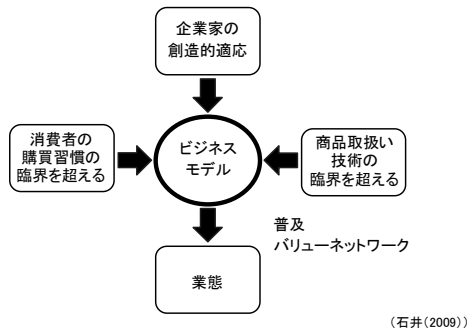 企業家の
創造的適応
消費者の
購買習慣の
臨界を超える
ビジネス
モデル
商品取扱い
技術の
臨界を超える
普及
バリューネットワーク
業態
（石井（2009））